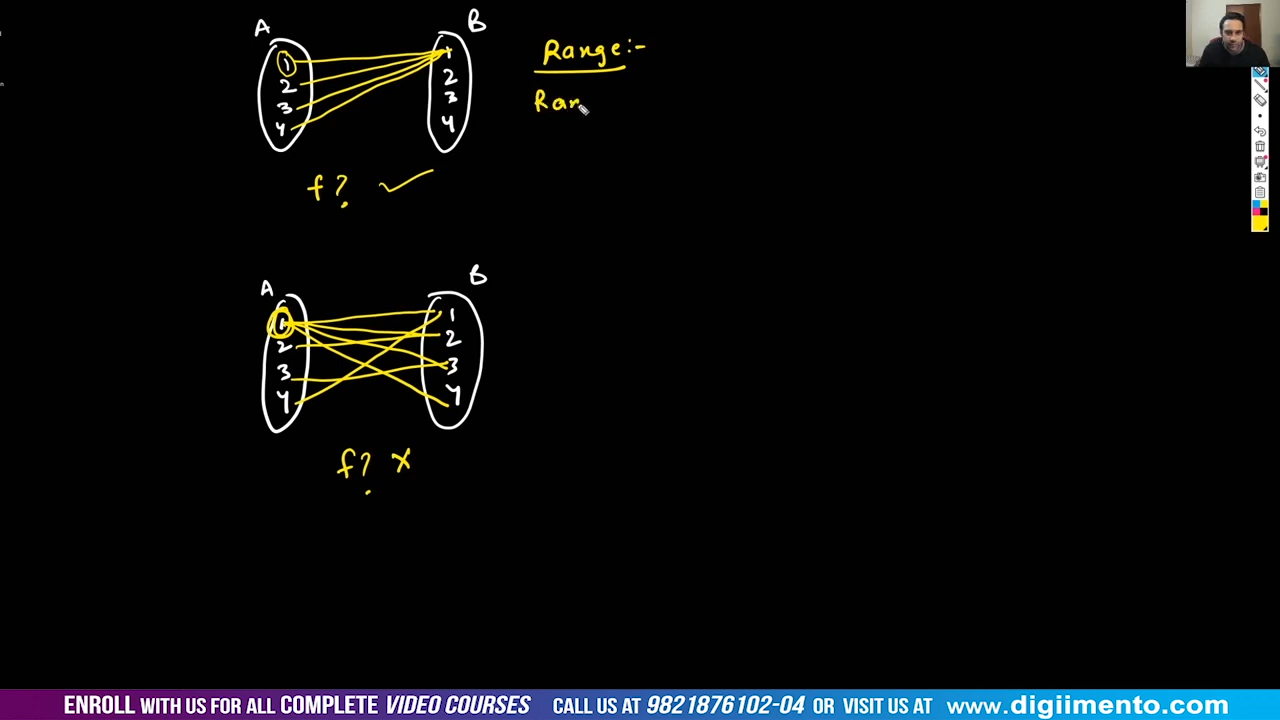 A B
1 1
2 2
3 3
4 4
f? ✓
Range:-
Ran
A B
1 1
2 2
3 3
4 4
f? x
ENROLL WITH US FOR ALL COMPLETE VIDEO COURSES CALL US AT 9821876102-04 OR VISIT US AT www.digiimento.com